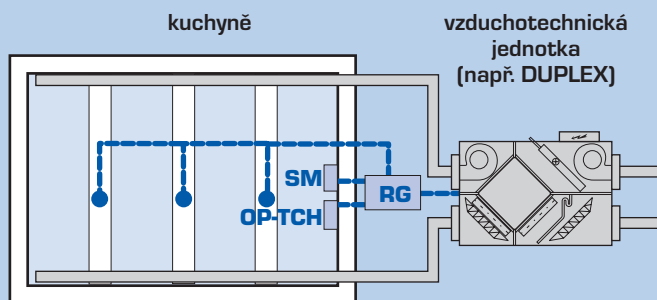 kuchyně
vzduchotechnická
jednotka
(např. DUPLEX)
SM
RG
OP-TCH